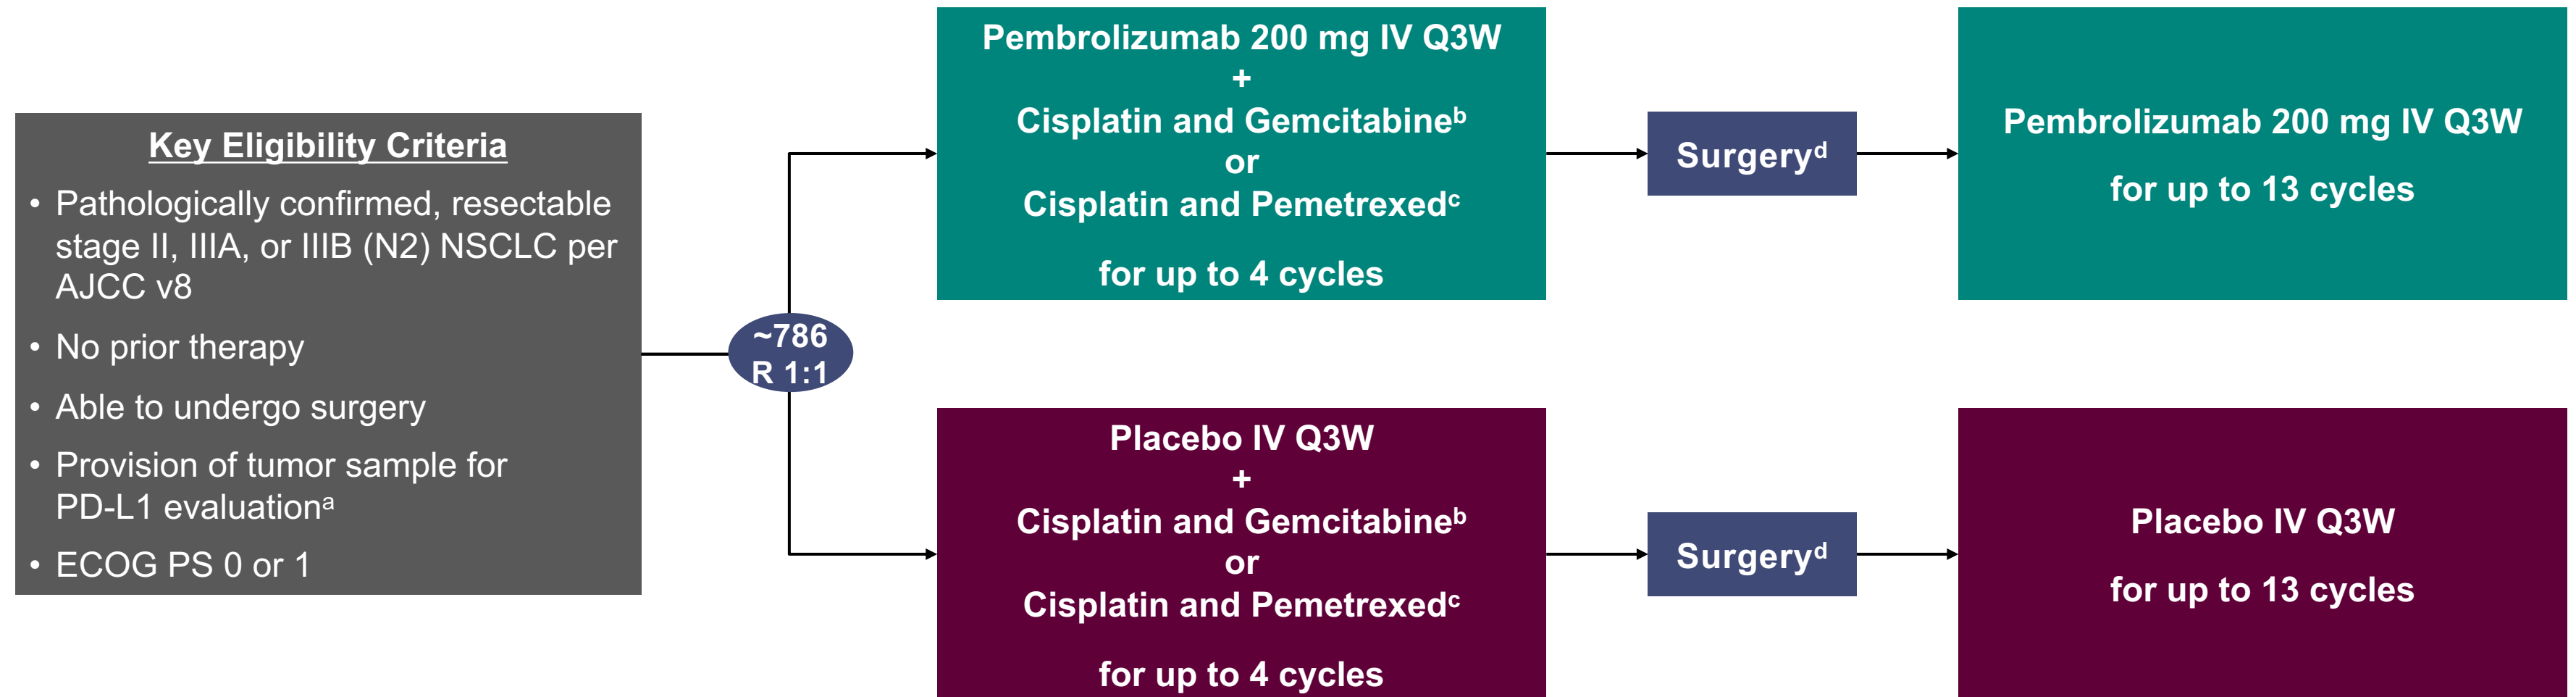 Key Eligibility Criteria
• Pathologically confirmed, resectable
stage II, IIIA, or IIIB (N2) NSCLC per
AJCC v8
• No prior therapy
• Able to undergo surgery
• Provision of tumor sample for
PD-L1 evaluationᵃ
• ECOG PS 0 or 1
~786
R 1:1
Pembrolizumab 200 mg IV Q3W
+
Cisplatin and Gemcitabineᵇ
or
Cisplatin and Pemetrexedᶜ
for up to 4 cycles
Surgeryᵈ
Pembrolizumab 200 mg IV Q3W
for up to 13 cycles
Placebo IV Q3W
+
Cisplatin and Gemcitabineᵇ
or
Cisplatin and Pemetrexedᶜ
for up to 4 cycles
Surgeryᵈ
Placebo IV Q3W
for up to 13 cycles